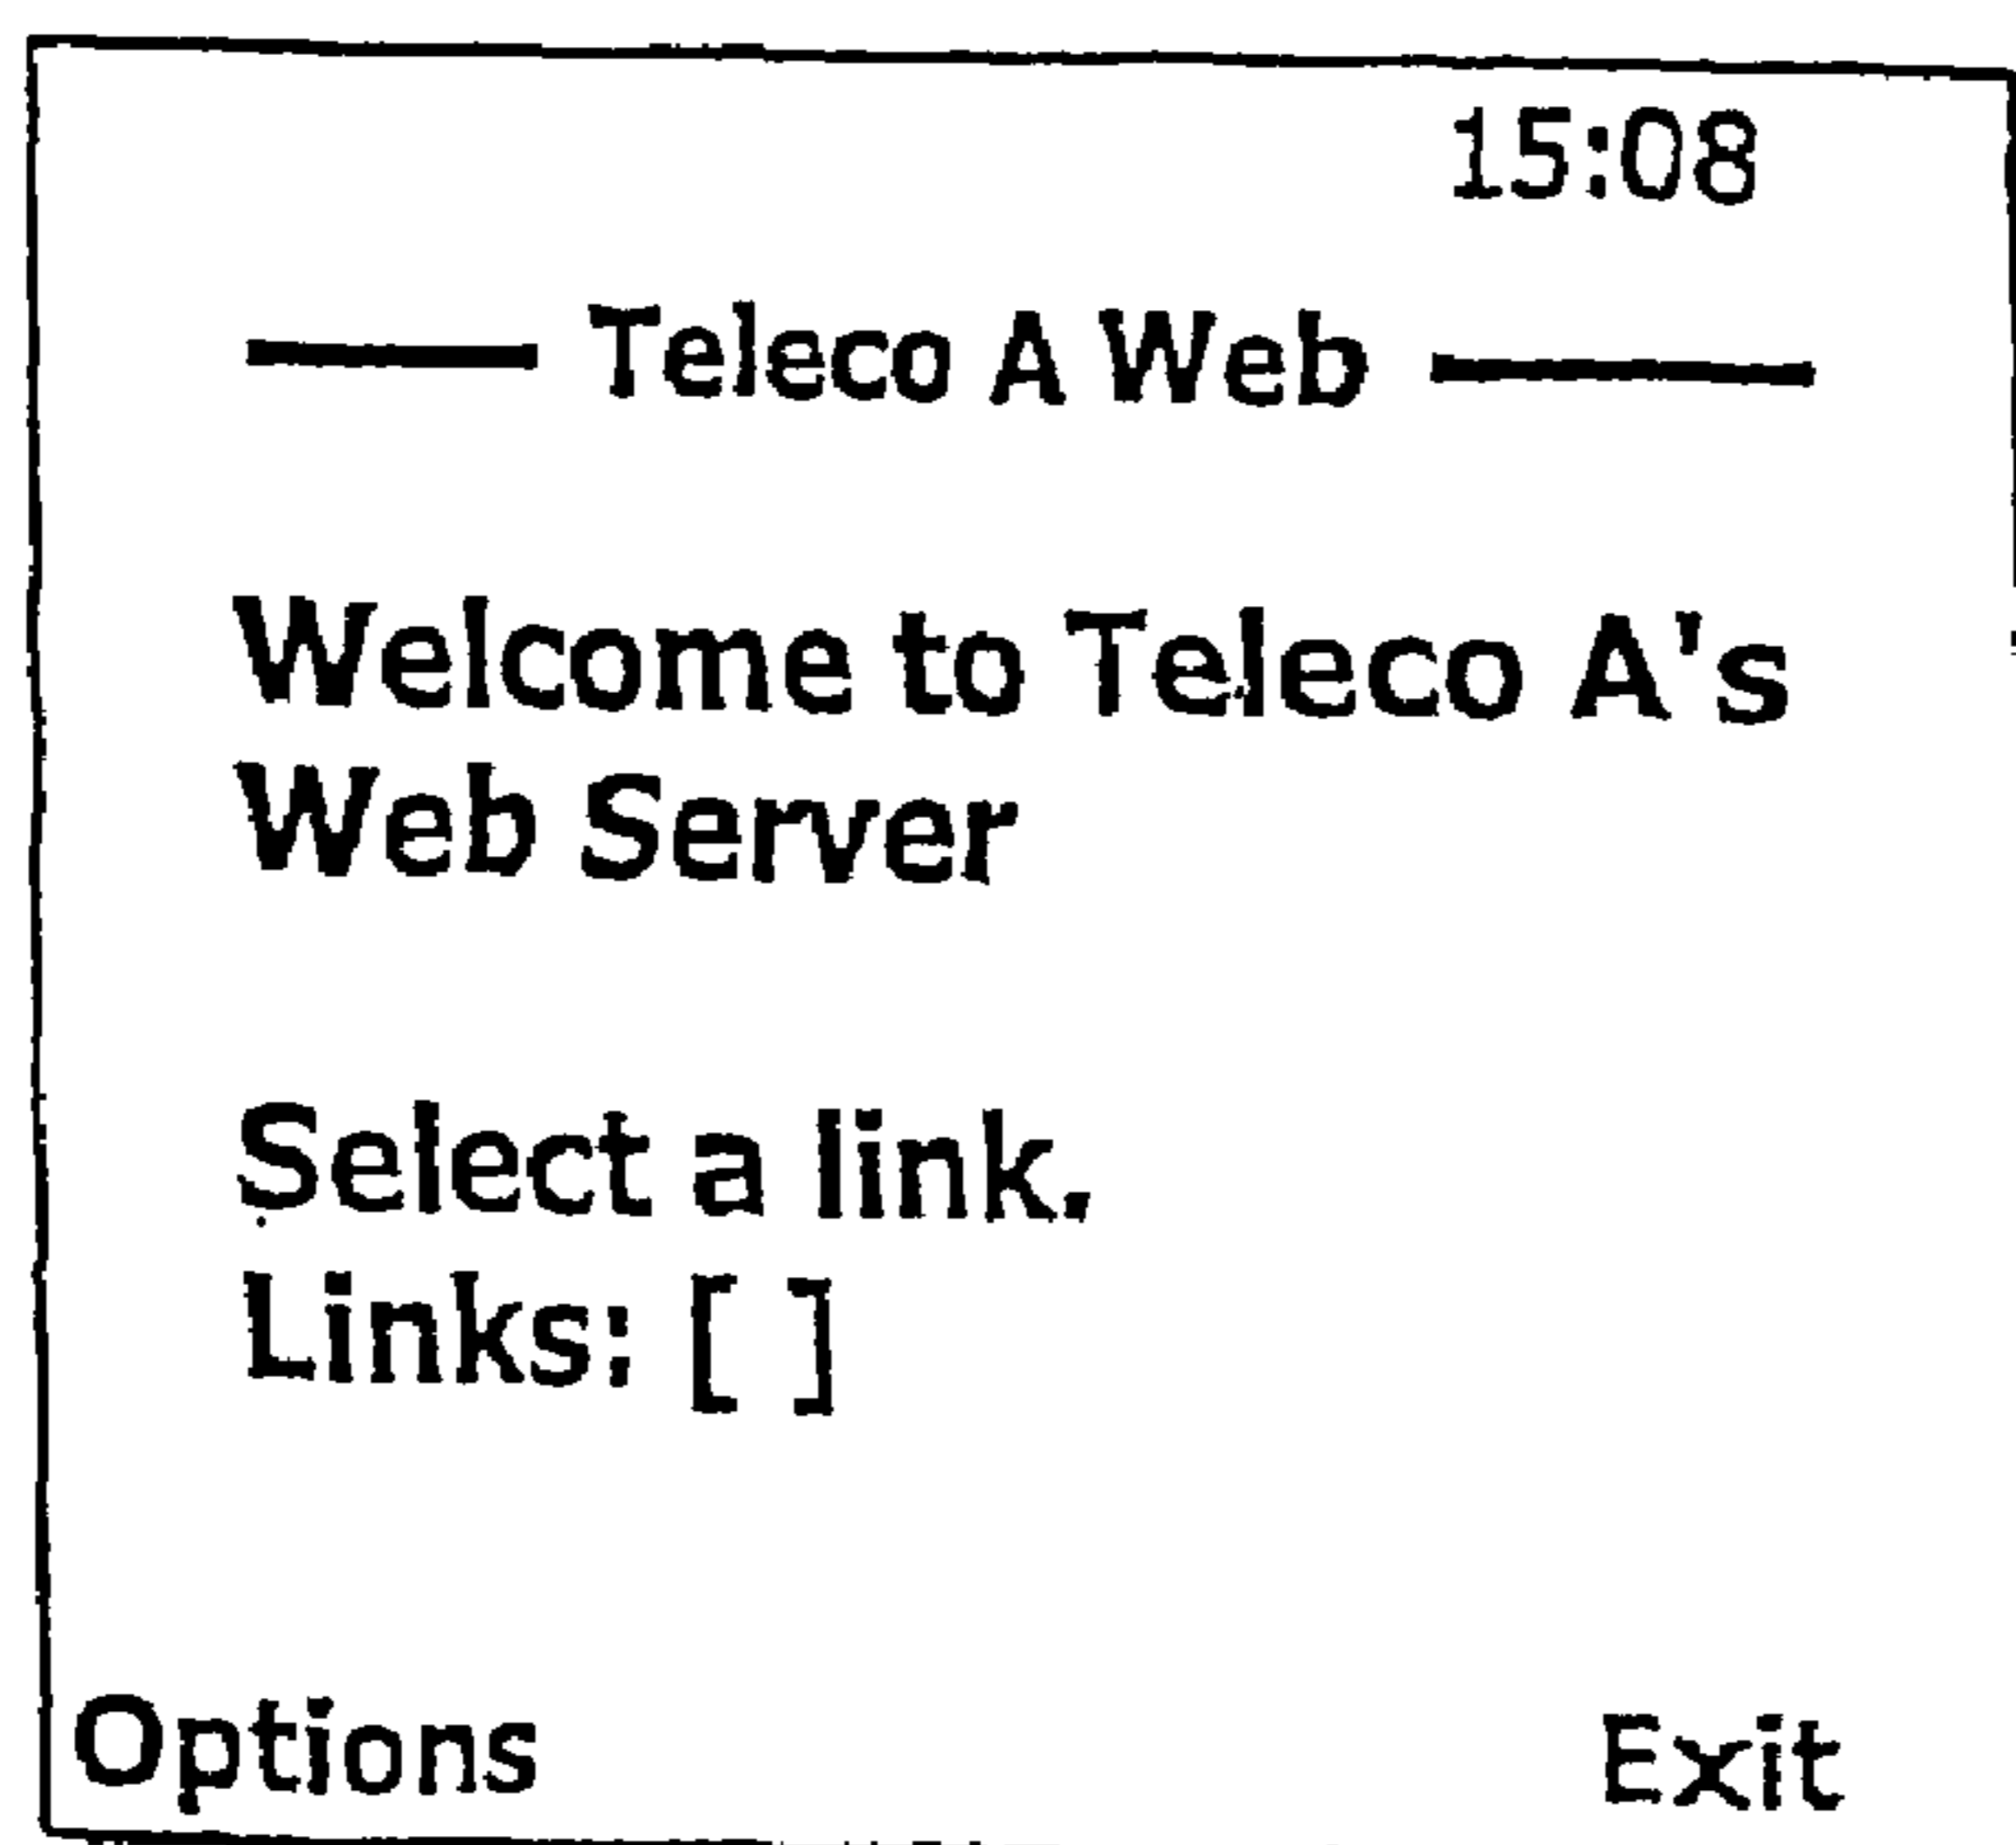 15:08
Teleco A Web
Welcome to Teleco A's
Web Server
Select a link.
Links: [ ]
Options
Exit